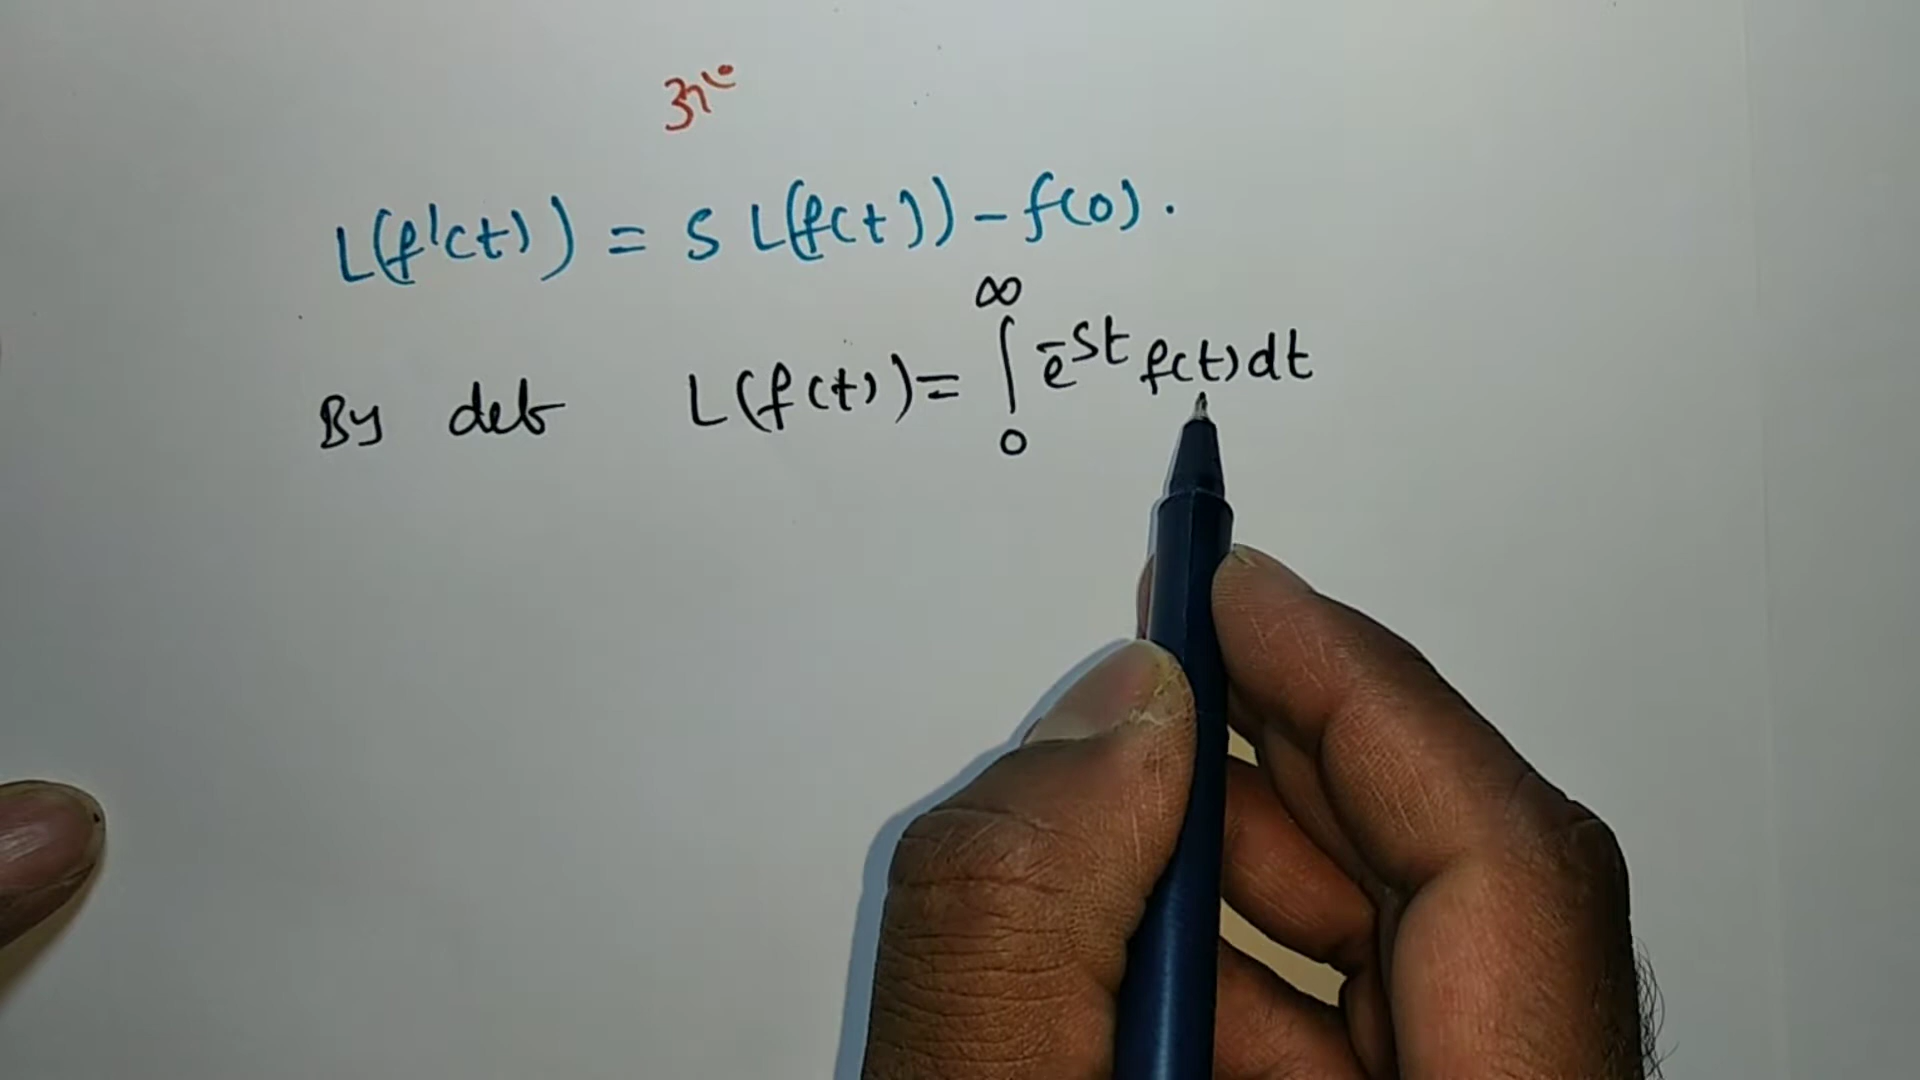 L(f'(t)) = S L(f(t)) - f(0).
By def L(f(t)) = ∫₀^∞ e^-St f(t) dt